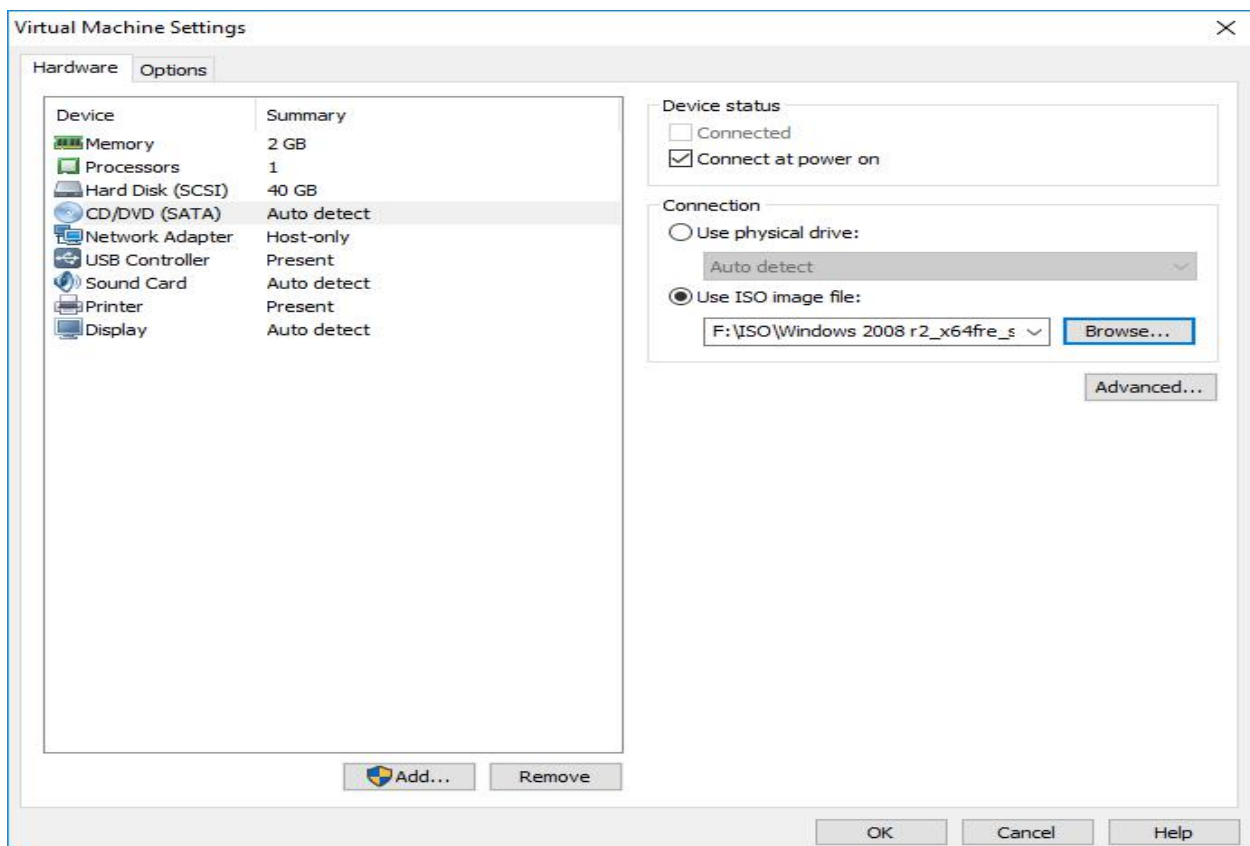 Virtual Machine Settings
Hardware Options
Device Summary
Memory 2 GB
Processors 1
Hard Disk (SCSI) 40 GB
CD/DVD (SATA) Auto detect
Network Adapter Host-only
USB Controller Present
Sound Card Auto detect
Printer Present
Display Auto detect
Add... Remove
Device status
Connected
Connect at power on
Connection
Use physical drive:
Auto detect
Use ISO image file:
F:\ISO\Windows 2008 r2_x64fre_s Browse...
Advanced...
OK Cancel Help